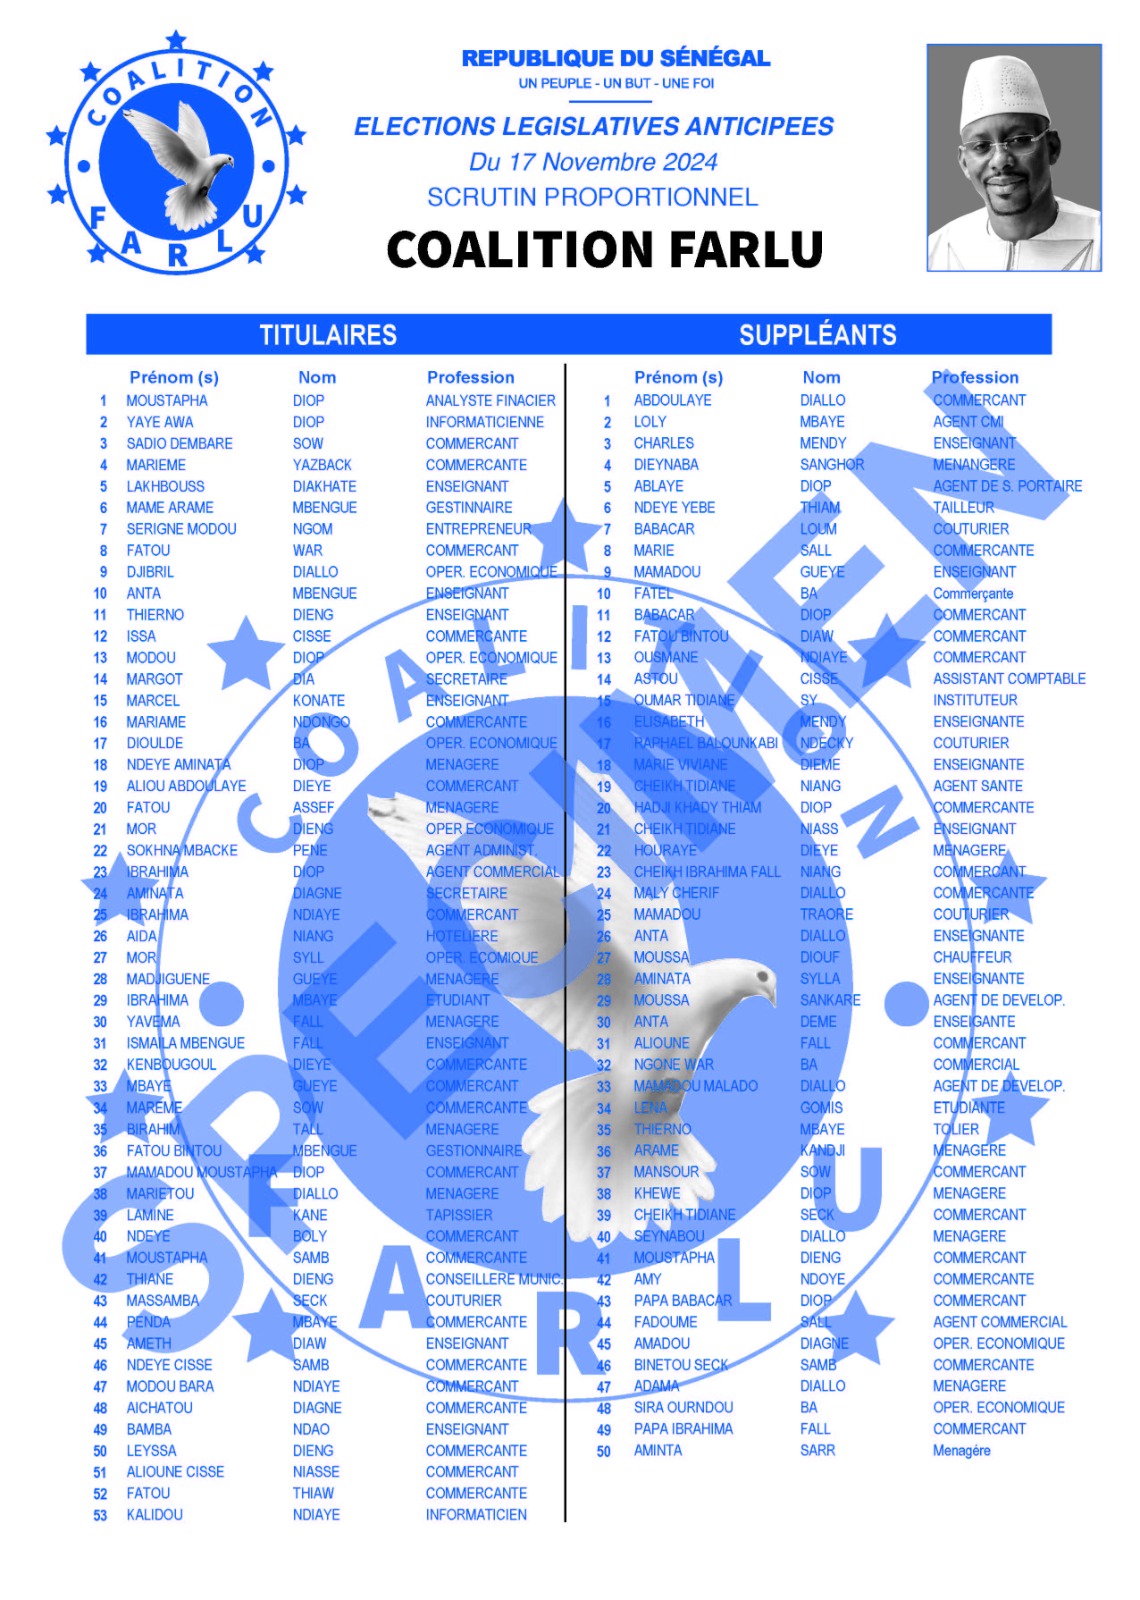 COALITION FARLU
REPUBLIQUE DU SÉNÉGAL
UN PEUPLE - UN BUT - UNE FOI
ELECTIONS LEGISLATIVES ANTICIPEES
Du 17 Novembre 2024
SCRUTIN PROPORTIONNEL
COALITION FARLU
TITULAIRES
Prénom (s) Nom Profession
1 MOUSTAPHA DIOP ANALYSTE FINACIER
2 YAYE AWA DIOP INFORMATICIENNE
3 SADIO DEMBARE SOW COMMERCANT
4 MARIEME YAZBACK COMMERCANTE
5 LAKHBOUSS DIAKHATE ENSEIGNANT
6 MAME ARAME MBENGUE GESTINNAIRE
7 SERIGNE MODOU NGOM ENTREPRENEUR
8 FATOU WAR COMMERCANT
9 DJIBRIL DIALLO OPER. ECONOMIQUE
10 ANTA MBENGUE ENSEIGNANT
11 THIERNO DIENG ENSEIGNANT
12 ISSA CISSE COMMERCANTE
13 MODOU DIOP OPER. ECONOMIQUE
14 MARGOT DIA SECRETAIRE
15 MARCEL KONATE ENSEIGNANT
16 MARIAME NDONGO COMMERCANTE
17 DIOULDE BA OPER. ECONOMIQUE
18 NDEYE AMINATA DIOP MENAGERE
19 ALIOU ABDOULAYE DIEYE COMMERCANT
20 FATOU ASSEF MENAGERE
21 MOR DIENG OPER ECONOMIQUE
22 SOKHNA MBACKE PENE AGENT ADMINIST.
23 IBRAHIMA DIOP AGENT COMMERCIAL
24 AMINATA DIAGNE SECRETAIRE
25 IBRAHIMA NDIAYE COMMERCANT
26 AIDA NIANG HOTELIERE
27 MOR SYLL OPER. ECOMIQUE
28 MADJIGUENE GUEYE MENAGERE
29 IBRAHIMA MBAYE ETUDIANT
30 YAVEMA FALL MENAGERE
31 ISMAILA MBENGUE FALL ENSEIGNANT
32 KENBOUGOUL DIEYE COMMERCANTE
33 MBAYE GUEYE COMMERCANT
34 MAREME SOW COMMERCANTE
35 BIRAHIM TALL MENAGERE
36 FATOU BINTOU MBENGUE GESTIONNAIRE
37 MAMADOU MOUSTAPHA DIOP COMMERCANT
38 MARIETOU DIALLO MENAGERE
39 LAMINE KANE TAPISSIER
40 NDEYE BOLY COMMERCANT
41 MOUSTAPHA SAMB COMMERCANTE
42 THIANE DIENG CONSEILLERE MUNIC.
43 MASSAMBA SECK COUTURIER
44 PENDA MBAYE COMMERCANTE
45 AMETH DIAW ENSEIGNANT
46 NDEYE CISSE SAMB COMMERCANTE
47 MODOU BARA NDIAYE COMMERCANT
48 AICHATOU DIAGNE COMMERCANTE
49 BAMBA NDAO ENSEIGNANT
50 LEYSSA DIENG COMMERCANTE
51 ALIOUNE CISSE NIASSE COMMERCANT
52 FATOU THIAW COMMERCANTE
53 KALIDOU NDIAYE INFORMATICIEN
SUPPLÉANTS
Prénom (s) Nom Profession
1 ABDOULAYE DIALLO COMMERCANT
2 LOLY MBAYE AGENT CMI
3 CHARLES MENDY ENSEIGNANT
4 DIEYNABA SANGHOR MENANGERE
5 ABLAYE DIOP AGENT DE S. PORTAIRE
6 NDEYE YEBE THIAM TAILLEUR
7 BABACAR LOUM COUTURIER
8 MARIE SALL COMMERCANTE
9 MAMADOU GUEYE ENSEIGNANT
10 FATEL BA Commerçante
11 BABACAR DIOP COMMERCANT
12 FATOU BINTOU DIAW COMMERCANT
13 OUSMANE NDIAYE COMMERCANT
14 ASTOU CISSE ASSISTANT COMPTABLE
15 OUMAR TIDIANE SY INSTITUTEUR
16 ELISABETH MENDY ENSEIGNANTE
17 RAPHAEL BALOUNKABI NDECKY COUTURIER
18 MARIE VIVIANE DIEME ENSEIGNANTE
19 CHEIKH TIDIANE NIANG AGENT SANTE
20 HADJI KHADY THIAM DIOP COMMERCANTE
21 CHEIKH TIDIANE NIASS ENSEIGNANT
22 HOURAYE DIEYE MENAGERE
23 CHEIKH IBRAHIMA FALL NIANG COMMERCANT
24 MALY CHERIF DIALLO COMMERCANTE
25 MAMADOU TRAORE COUTURIER
26 ANTA DIALLO ENSEIGNANTE
27 MOUSSA DIOUF CHAUFFEUR
28 AMINATA SYLLA ENSEIGNANTE
29 MOUSSA SANKARE AGENT DE DEVELOP.
30 ANTA DEME ENSEIGANTE
31 ALIOUNE FALL COMMERCANT
32 NGONE WAR BA COMMERCIAL
33 MAMADOU MALADO DIALLO AGENT DE DEVELOP.
34 LENA GOMIS ETUDIANTE
35 THIERNO MBAYE TOLIER
36 ARAME KANDJI MENAGERE
37 MANSOUR SOW COMMERCANT
38 KHEWE DIOP MENAGERE
39 CHEIKH TIDIANE SECK COMMERCANT
40 SEYNABOU DIALLO MENAGERE
41 MOUSTAPHA DIENG COMMERCANT
42 AMY NDOYE COMMERCANTE
43 PAPA BABACAR DIOP COMMERCANT
44 FADOUME SALL AGENT COMMERCIAL
45 AMADOU DIAGNE OPER. ECONOMIQUE
46 BINETOU SECK SAMB COMMERCANTE
47 ADAMA DIALLO MENAGERE
48 SIRA OURNDOU BA OPER. ECONOMIQUE
49 PAPA IBRAHIMA FALL COMMERCANT
50 AMINTA SARR Menagére
COALITION FARLU
SPECIMEN